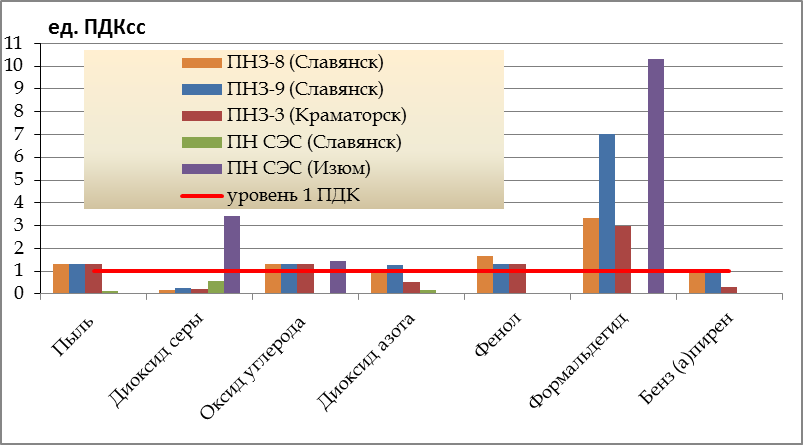 ед. ПДКсс
11
10
9
8
7
6
5
4
3
2
1
0
ПНЗ-8 (Славянск)
ПНЗ-9 (Славянск)
ПНЗ-3 (Краматорск)
ПН СЭС (Славянск)
ПН СЭС (Изюм)
уровень 1 ПДК
Пыль
Диоксид серы
Оксид углерода
Диоксид азота
Фенол
Формальдегид
Бенз (а)пирен